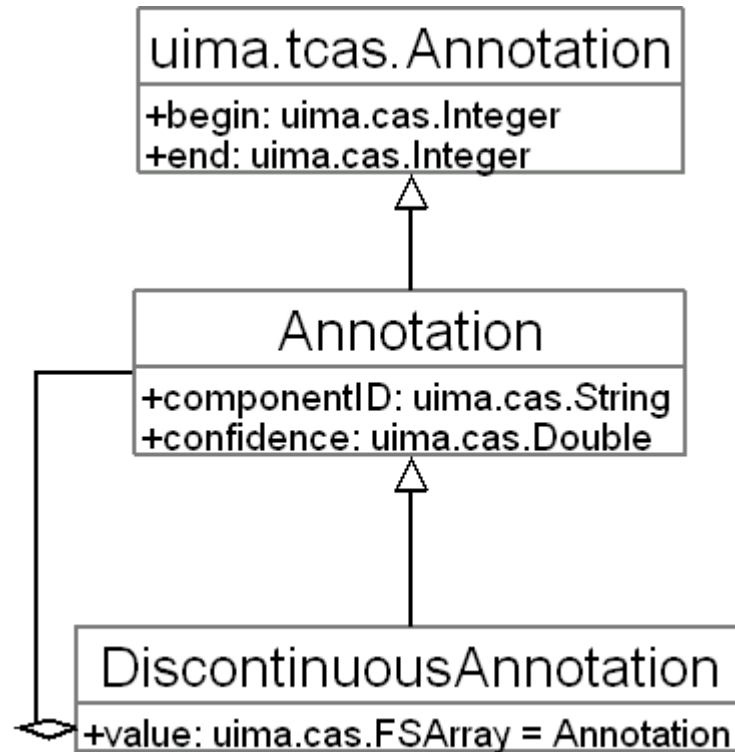 uima.tcas.Annotation
+begin: uima.cas.Integer
+end: uima.cas.Integer
Annotation
+componentID: uima.cas.String
+confidence: uima.cas.Double
DiscontinuousAnnotation
+value: uima.cas.FSArray = Annotation